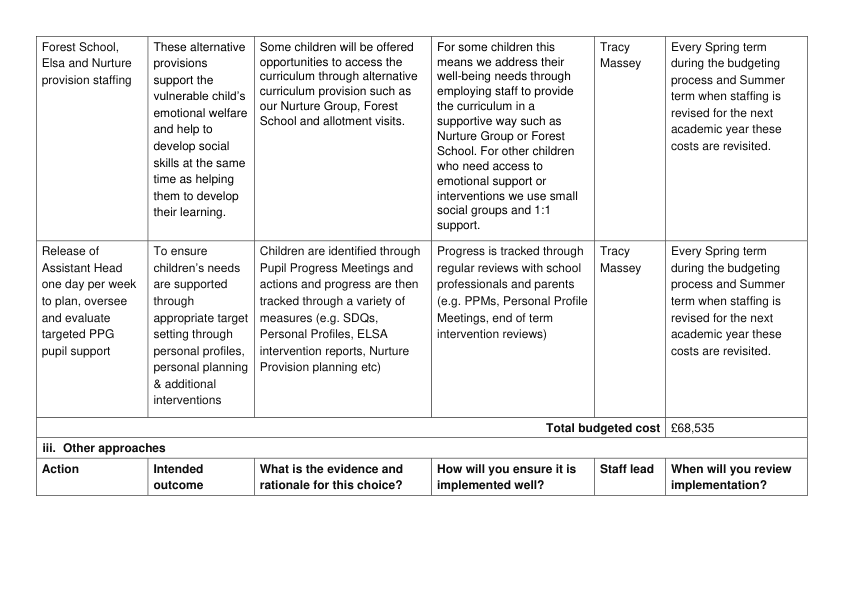 Forest School,
Elsa and Nurture
provision staffing
These alternative
provisions
support the
vulnerable child's
emotional welfare
and help to
develop social
skills at the same
time as helping
them to develop
their learning.
Some children will be offered
opportunities to access the
curriculum through alternative
curriculum provision such as
our Nurture Group, Forest
School and allotment visits.
For some children this
means we address their
well-being needs through
employing staff to provide
the curriculum in a
supportive way such as
Nurture Group or Forest
School. For other children
who need access to
emotional support or
interventions we use small
social groups and 1:1
support.
Tracy
Massey
Every Spring term
during the budgeting
process and Summer
term when staffing is
revised for the next
academic year these
costs are revisited.
Release of
Assistant Head
one day per week
to plan, oversee
and evaluate
targeted PPG
pupil support
To ensure
children's needs
are supported
through
appropriate target
setting through
personal profiles,
personal planning
& additional
interventions
Children are identified through
Pupil Progress Meetings and
actions and progress are then
tracked through a variety of
measures (e.g. SDQs,
Personal Profiles, ELSA
intervention reports, Nurture
Provision planning etc)
Progress is tracked through
regular reviews with school
professionals and parents
(e.g. PPMs, Personal Profile
Meetings, end of term
intervention reviews)
Tracy
Massey
Every Spring term
during the budgeting
process and Summer
term when staffing is
revised for the next
academic year these
costs are revisited.
Total budgeted cost £68,535
iii. Other approaches
Action
Intended
outcome
What is the evidence and
rationale for this choice?
How will you ensure it is
implemented well?
Staff lead
When will you review
implementation?